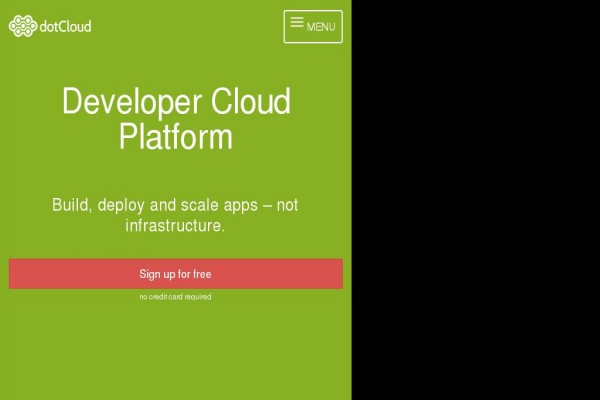 dotCloud
MENU
Developer Cloud
Platform
Build, deploy and scale apps – not
infrastructure.
Sign up for free
no credit card required